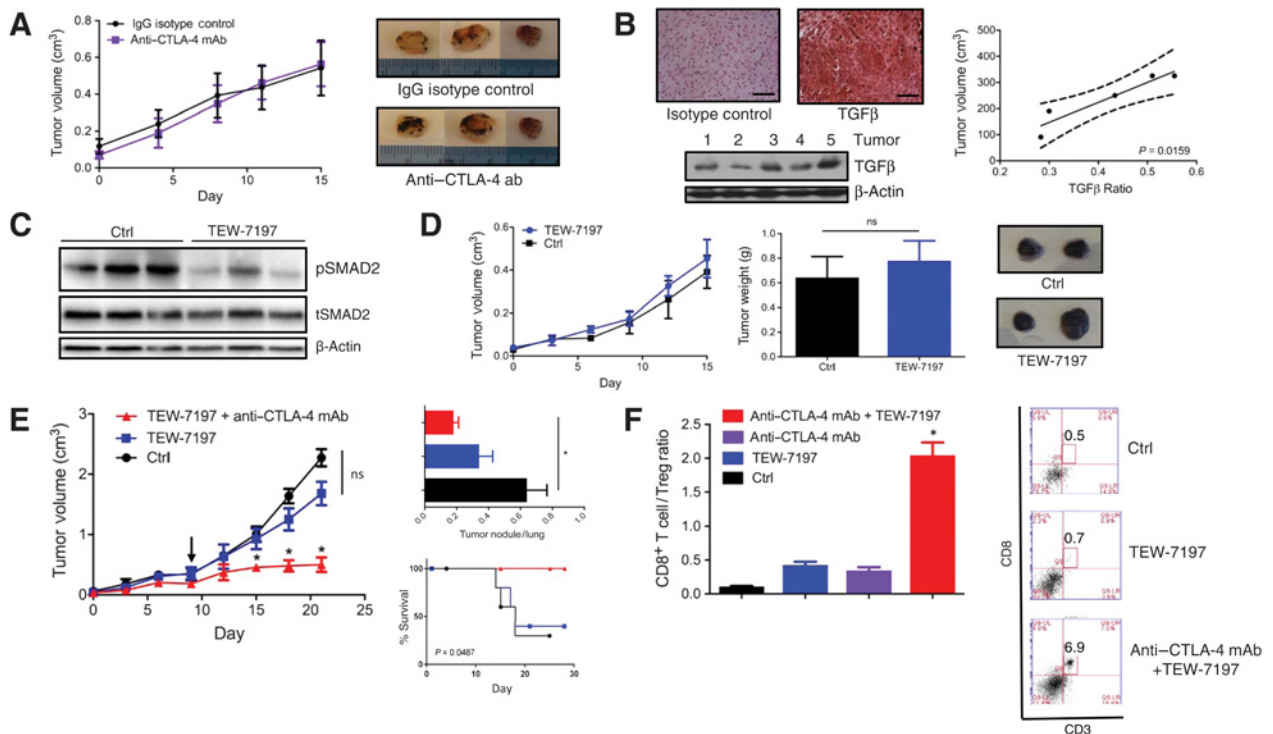 A
IgG isotype control
Anti-CTLA-4 mAb
Tumor volume (cm3)
0.8
0.6
0.4
0.2
0.0
0
5
10
15
Day
IgG isotype control
Anti–CTLA-4 ab
B
Isotype control
TGFβ
1 2 3 4 5 Tumor
TGFβ
β-Actin
Tumor volume (cm3)
500
400
300
200
100
0
0.2 0.3 0.4 0.5 0.6
TGFβ Ratio
P = 0.0159
C
Ctrl
TEW-7197
pSMAD2
tSMAD2
β-Actin
D
TEW-7197
Ctrl
Tumor volume (cm3)
0.6
0.4
0.2
0.0
0
5
10
15
Day
ns
Tumor weight (g)
1.0
0.8
0.6
0.4
0.2
0.0
Ctrl
TEW-7197
Ctrl
TEW-7197
E
TEW-7197 + anti–CTLA-4 mAb
TEW-7197
Ctrl
Tumor volume (cm3)
3
2
1
0
ns
* * *
0 5 10 15 20 25
Day
*
0.0 0.2 0.4 0.6 0.8 1.0
Tumor nodule/lung
% Survival
100
80
60
40
20
0
P = 0.0487
0 10 20 30
Day
F
Anti-CTLA-4 mAb + TEW-7197
Anti-CTLA-4 mAb
TEW-7197
Ctrl
CD8+ T cell/Treg ratio
2.5
2.0
1.5
1.0
0.5
0.0
*
0.5
Ctrl
0.7
TEW-7197
6.9
Anti–CTLA-4 mAb
+TEW-7197
CD8
CD3